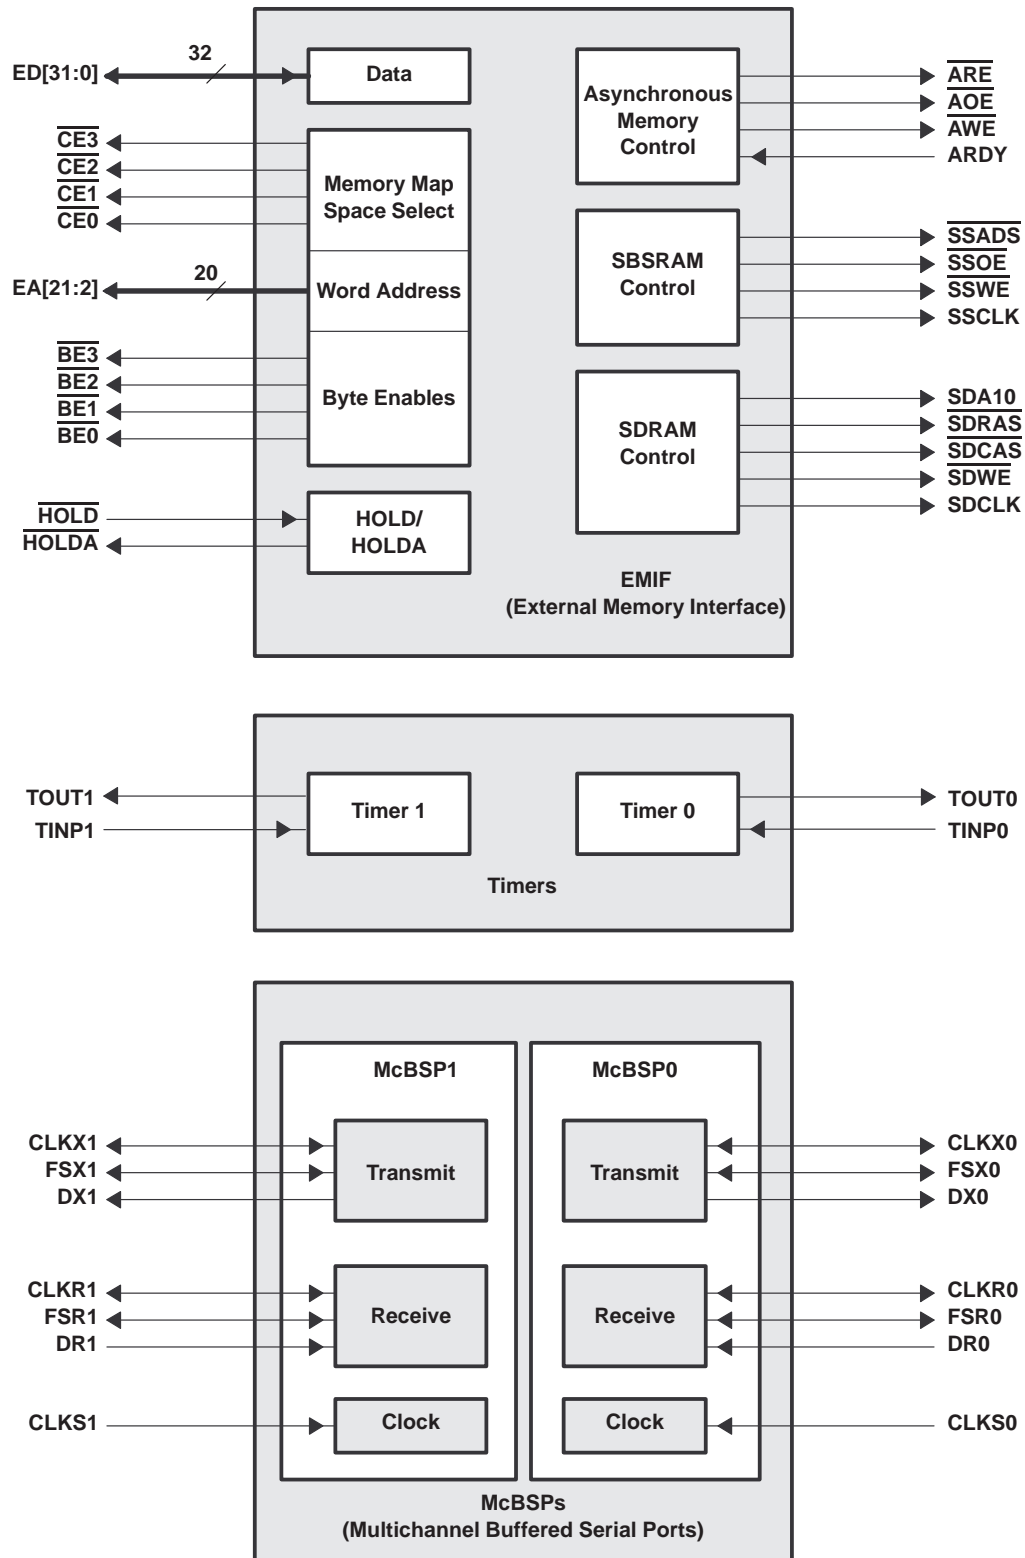 32
ED[31:0]
Data
CE3
CE2
CE1
CE0
Memory Map
Space Select
20
EA[21:2]
Word Address
BE3
BE2
BE1
BE0
Byte Enables
HOLD
HOLDA
HOLD/
HOLDA
Asynchronous
Memory
Control
ARE
AOE
AWE
ARDY
SBSRAM
Control
SSADS
SSOE
SSWE
SSCLK
SDRAM
Control
SDA10
SDRAS
SDCAS
SDWE
SDCLK
EMIF
(External Memory Interface)
TOUT1
TINP1
Timer 1
Timer 0
TOUT0
TINP0
Timers
McBSP1
McBSP0
CLKX1
FSX1
DX1
Transmit
Transmit
CLKX0
FSX0
DX0
CLKR1
FSR1
DR1
Receive
Receive
CLKR0
FSR0
DR0
CLKS1
Clock
Clock
CLKS0
McBSPs
(Multichannel Buffered Serial Ports)